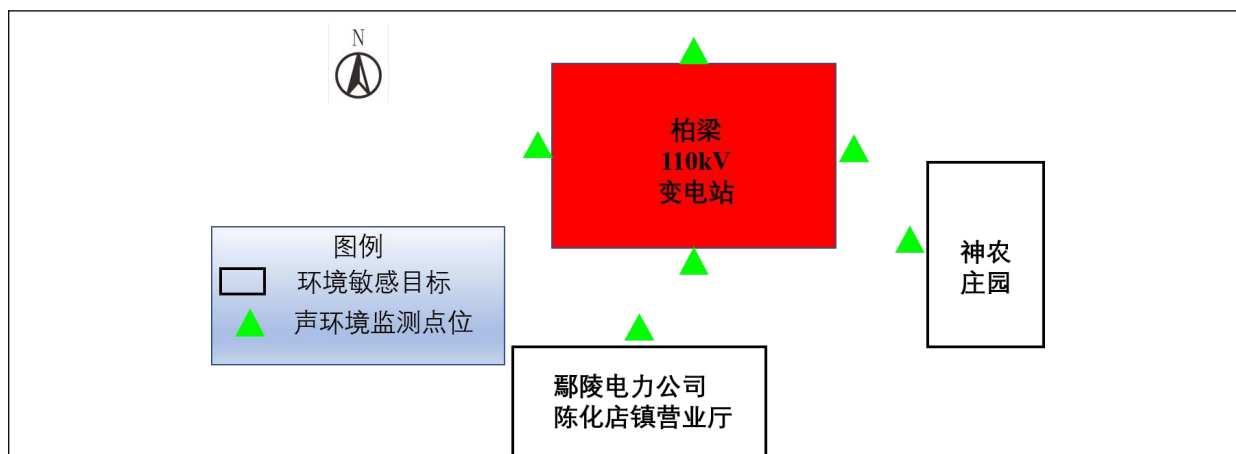 N
柏梁
110kV
变电站
神农
庄园
图例
环境敏感目标
声环境监测点位
鄢陵电力公司
陈化店镇营业厅